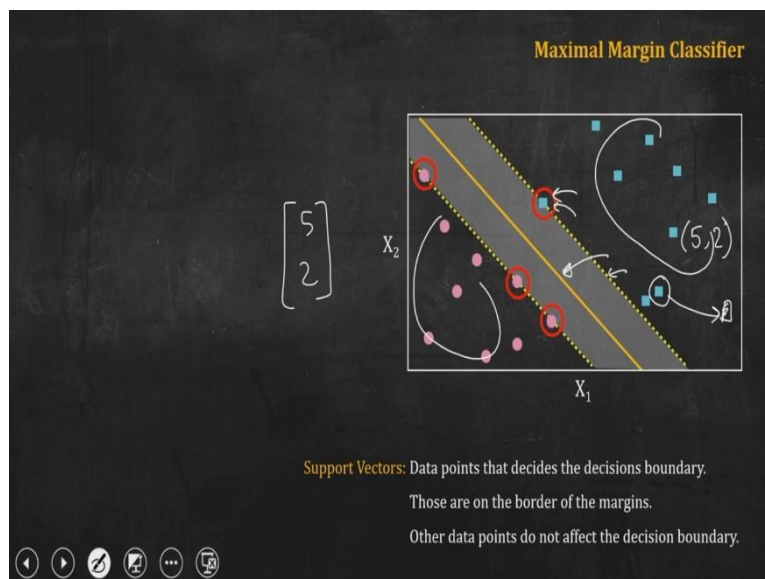 Maximal Margin Classifier
5
2
X₂
(5,2)
X₁
Support Vectors: Data points that decides the decisions boundary.
Those are on the border of the margins.
Other data points do not affect the decision boundary.